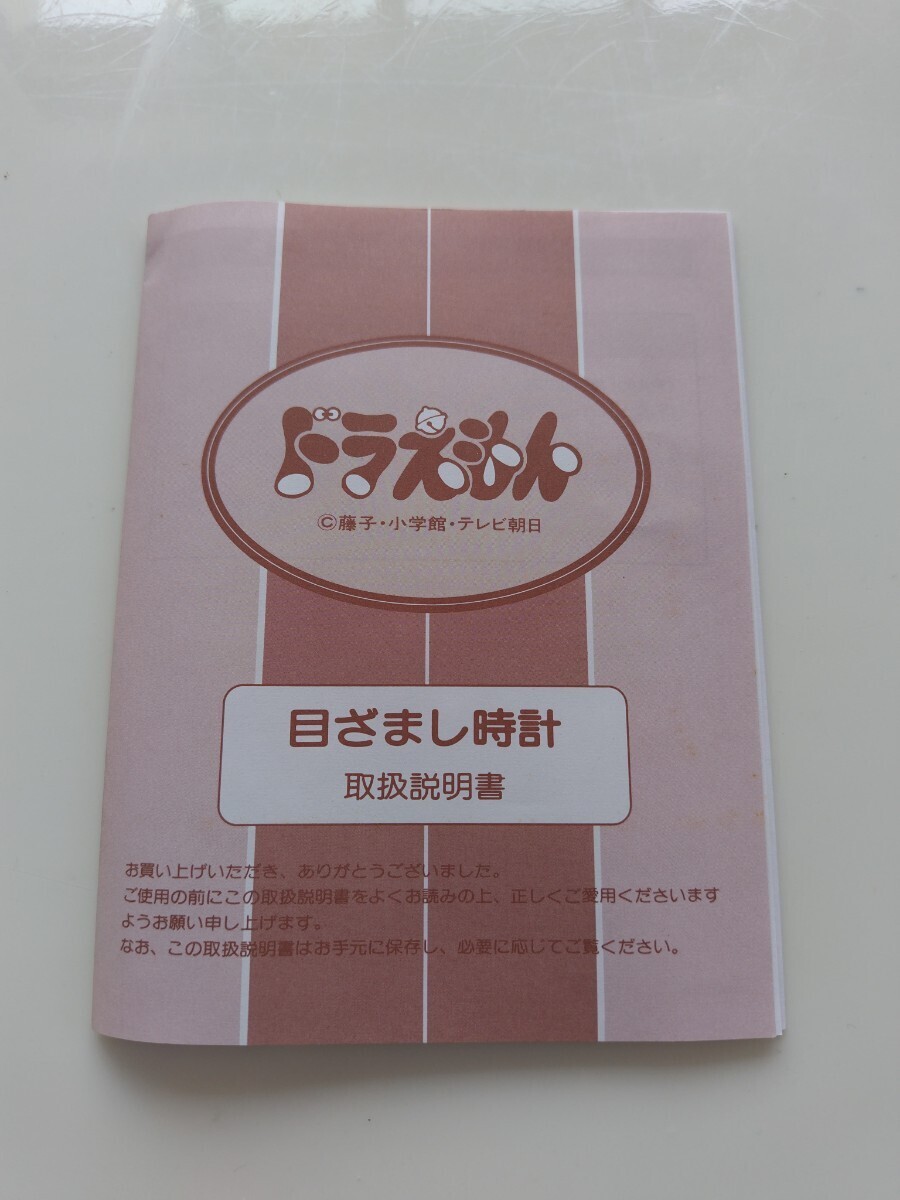 ドラえもん
©藤子・小学館・テレビ朝日
目ざまし時計
取扱説明書
お買い上げいただき、ありがとうございました。
ご使用の前にこの取扱説明書をよくお読みの上、正しくご愛用くださいます
ようお願い申し上げます。
なお、この取扱説明書はお手元に保存し、必要に応じてご覧ください。